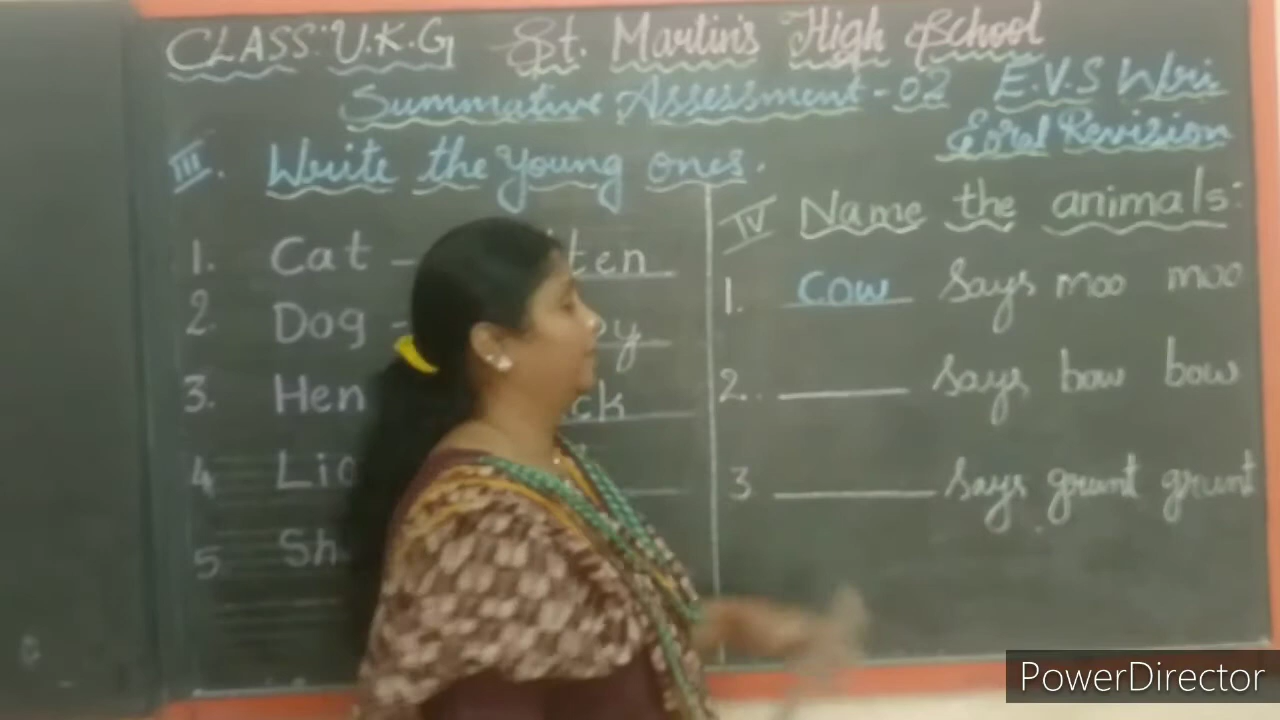 CLASS: U.K.G St. Martin's High School
Summative Assessment - 02 E.V.S Wri
& Oral Revision
III. Write the young ones.
1. Cat - tten
2. Dog - py
3. Hen ck
4 Lio
5 Sh
IV Name the animals:
1. Cow Says moo moo
2. ______ Says bow bow
3. ______ Says grunt grunt
PowerDirector